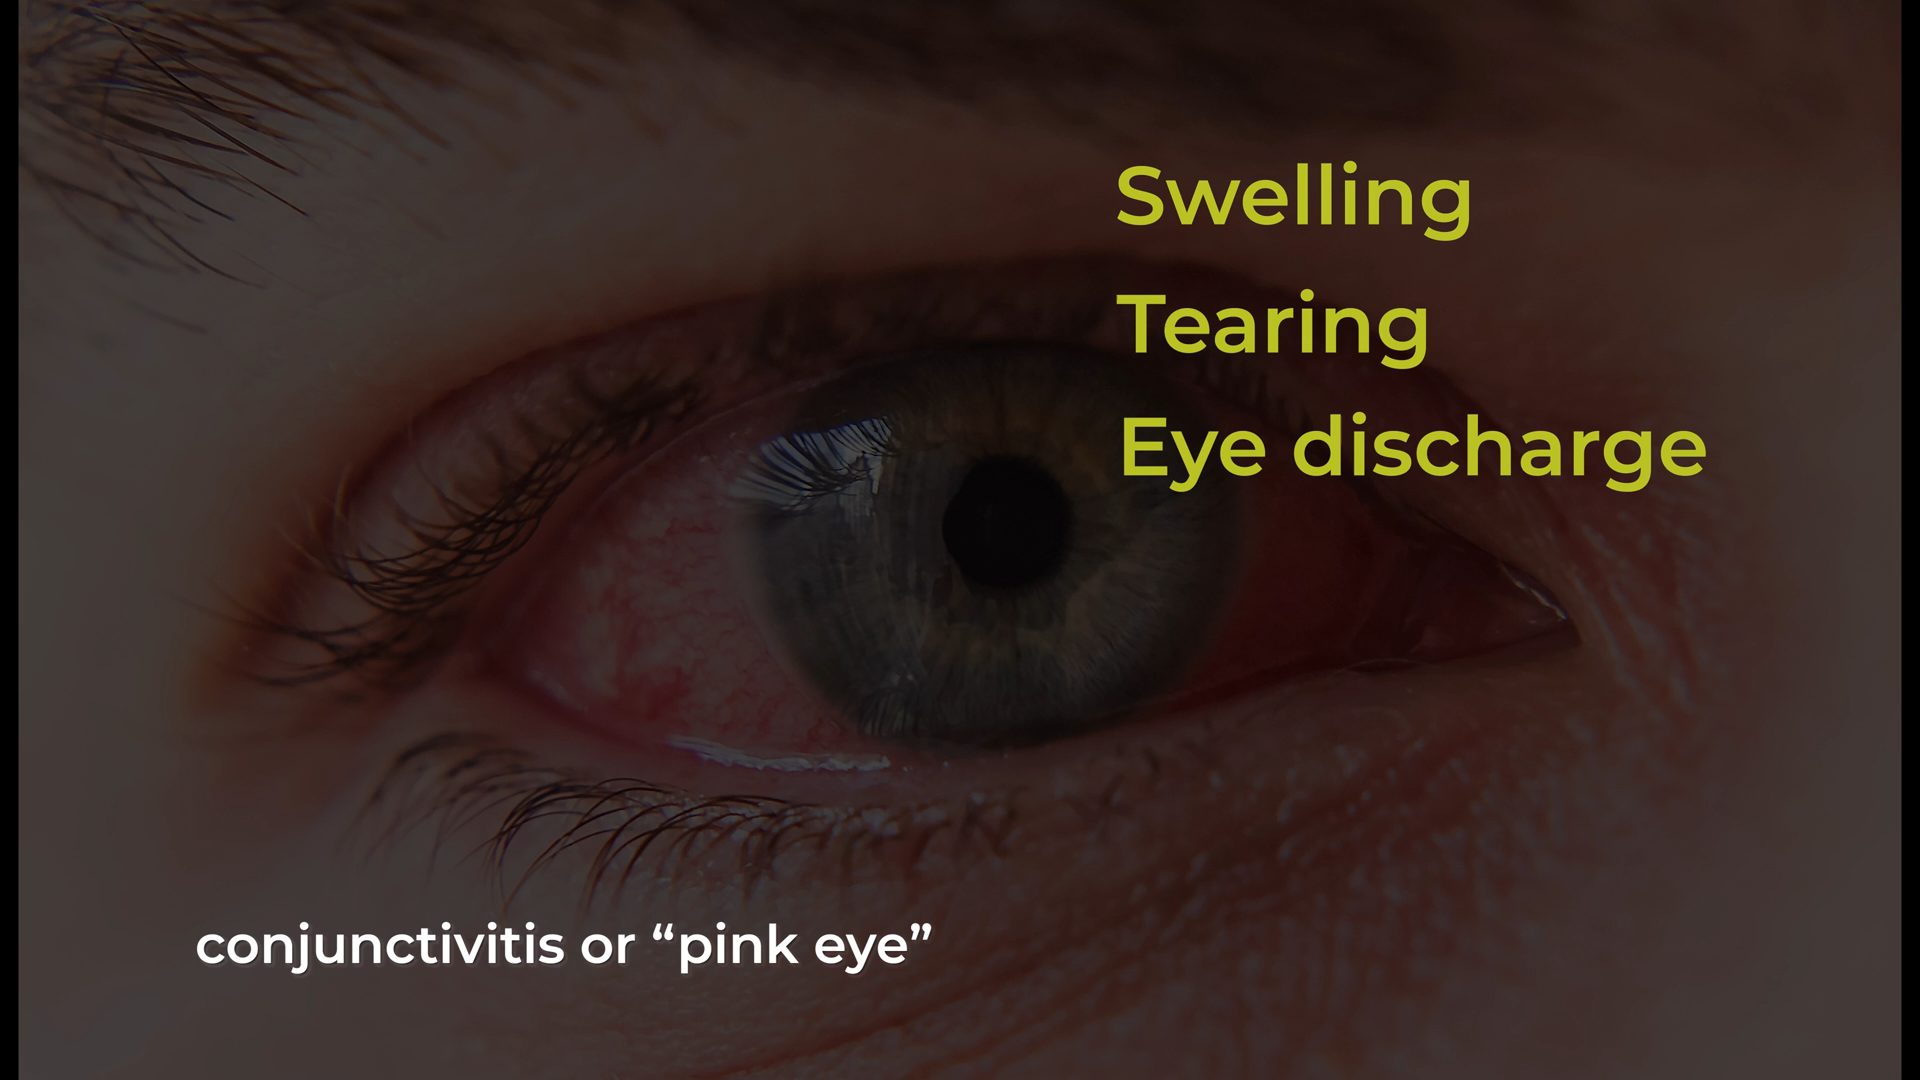 Swelling
Tearing
Eye discharge
conjunctivitis or “pink eye”